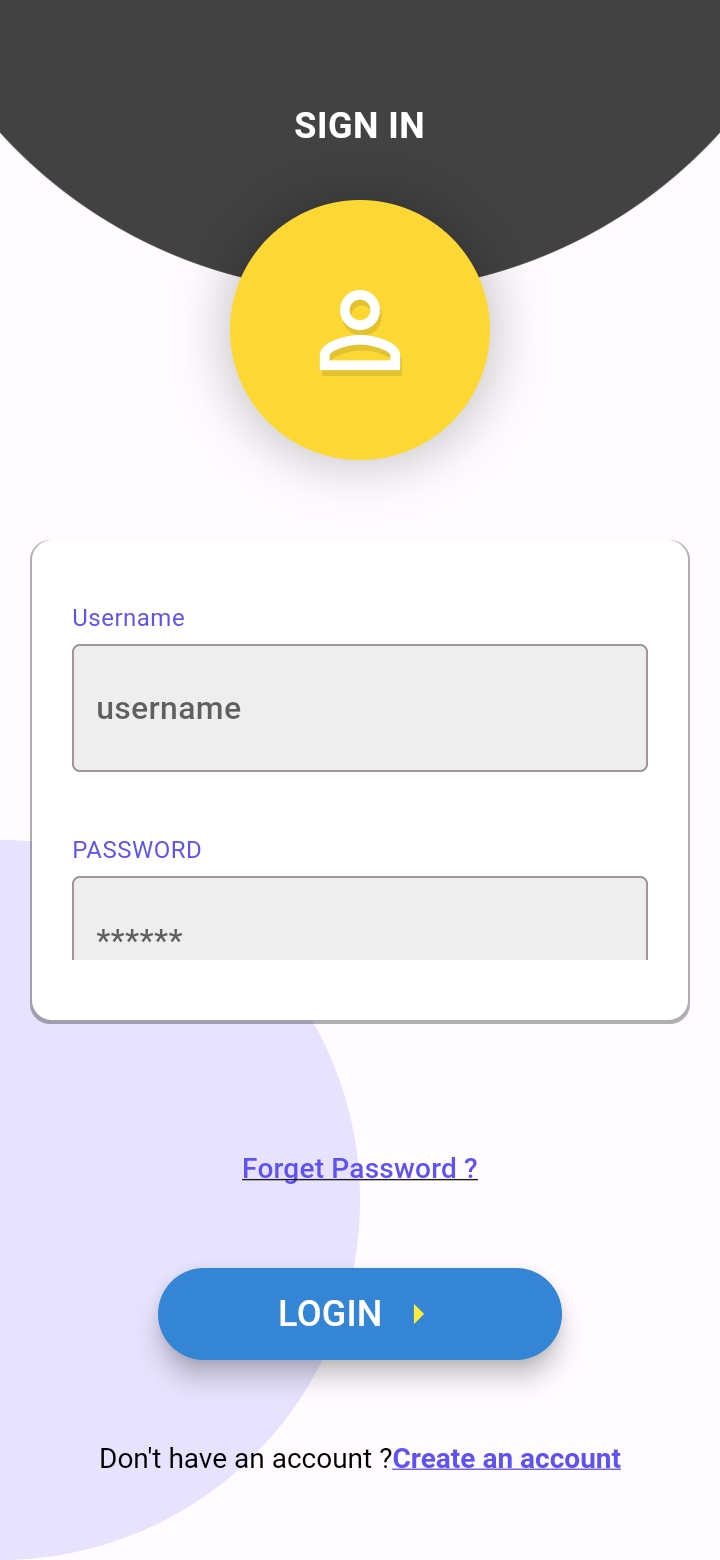 SIGN IN
Username
username
PASSWORD
******
Forget Password ?
LOGIN
Don't have an account ?Create an account